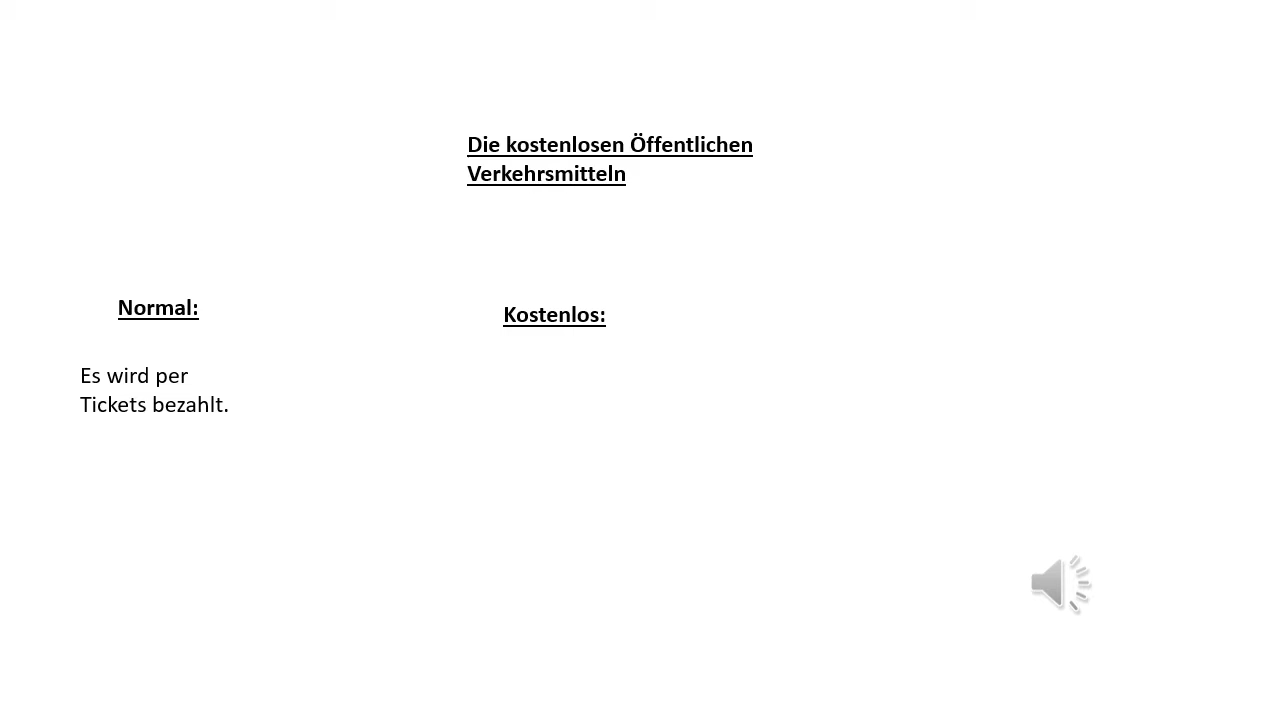 Die kostenlosen Öffentlichen
Verkehrsmitteln
Normal:
Es wird per
Tickets bezahlt.
Kostenlos: